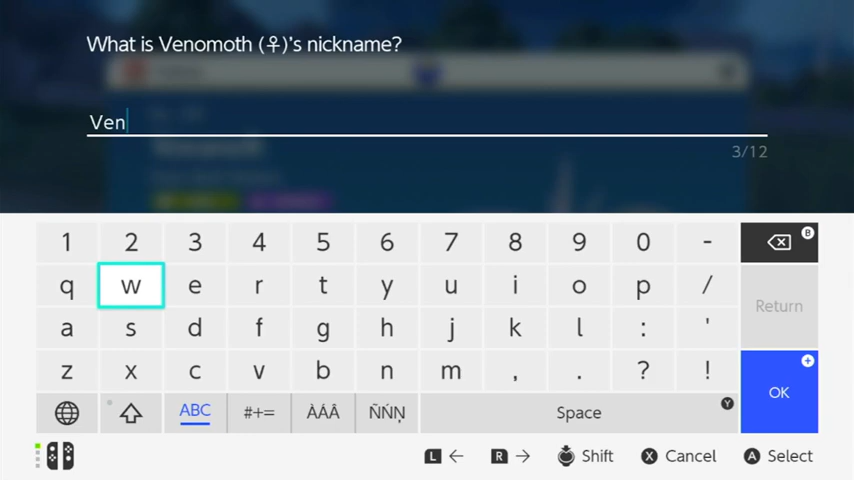 What is Venomoth (♀)'s nickname?
Ven
3/12
1 2 3 4 5 6 7 8 9 0 - B
q w e r t y u i o p /
Return
a s d f g h j k l : '
z x c v b n m , . ? ! +
OK
ABC #+= ÀÁÂ ÑŃŅ Space Y
L ← R → Shift X Cancel A Select